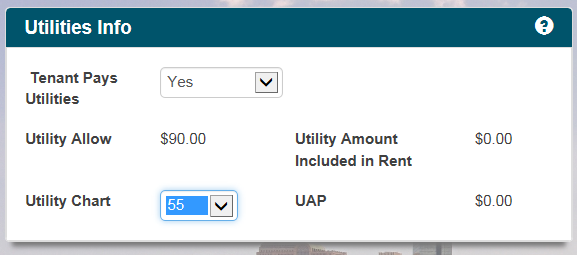 Utilities Info ?
Tenant Pays Utilities Yes
Utility Allow $90.00 Utility Amount Included in Rent $0.00
Utility Chart 55 UAP $0.00